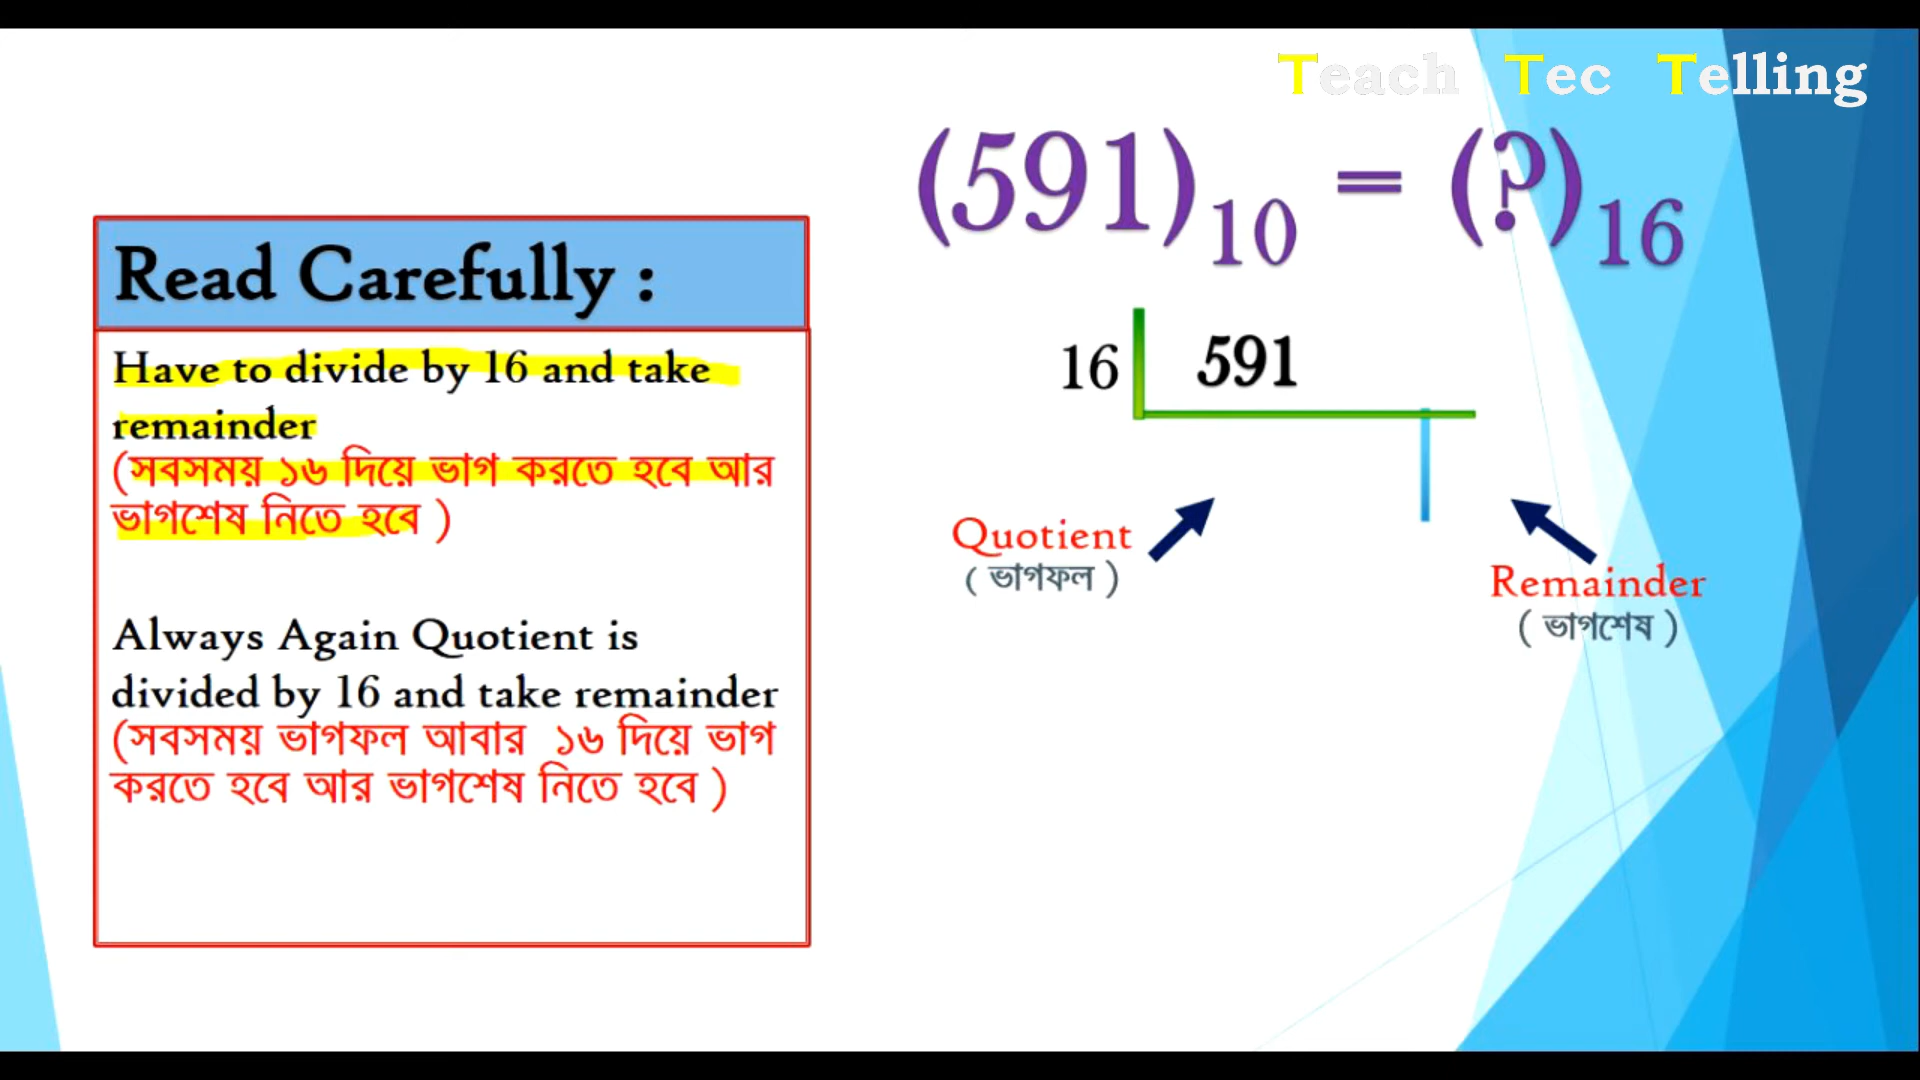 Teach Tec Telling
(591)10 = (?)16
Read Carefully :
Have to divide by 16 and take
remainder
(সবসময় ১৬ দিয়ে ভাগ করতে হবে আর
ভাগশেষ নিতে হবে )
Always Again Quotient is
divided by 16 and take remainder
(সবসময় ভাগফল আবার ১৬ দিয়ে ভাগ
করতে হবে আর ভাগশেষ নিতে হবে )
16 591
Quotient
( ভাগফল )
Remainder
( ভাগশেষ )